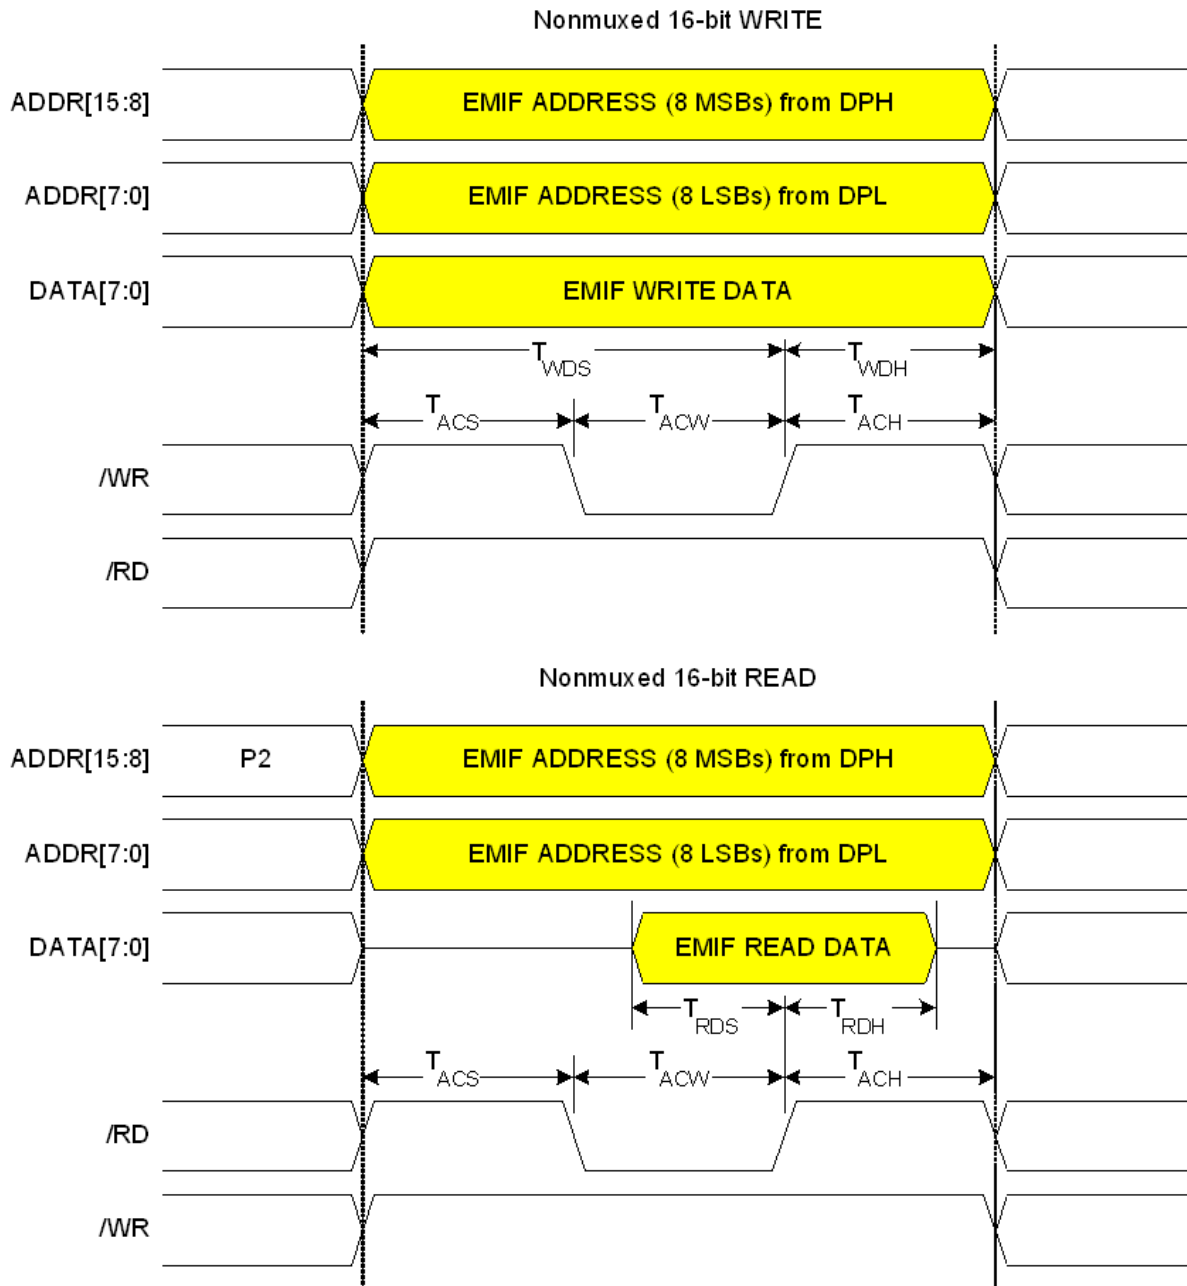 Nonmuxed 16-bit WRITE
ADDR[15:8] EMIF ADDRESS (8 MSBs) from DPH
ADDR[7:0] EMIF ADDRESS (8 LSBs) from DPL
DATA[7:0] EMIF WRITE DATA
TWDS TWDH
TACS TACW TACH
/WR
/RD
Nonmuxed 16-bit READ
ADDR[15:8] P2 EMIF ADDRESS (8 MSBs) from DPH
ADDR[7:0] EMIF ADDRESS (8 LSBs) from DPL
DATA[7:0] EMIF READ DATA
TRDS TRDH
TACS TACW TACH
/RD
/WR